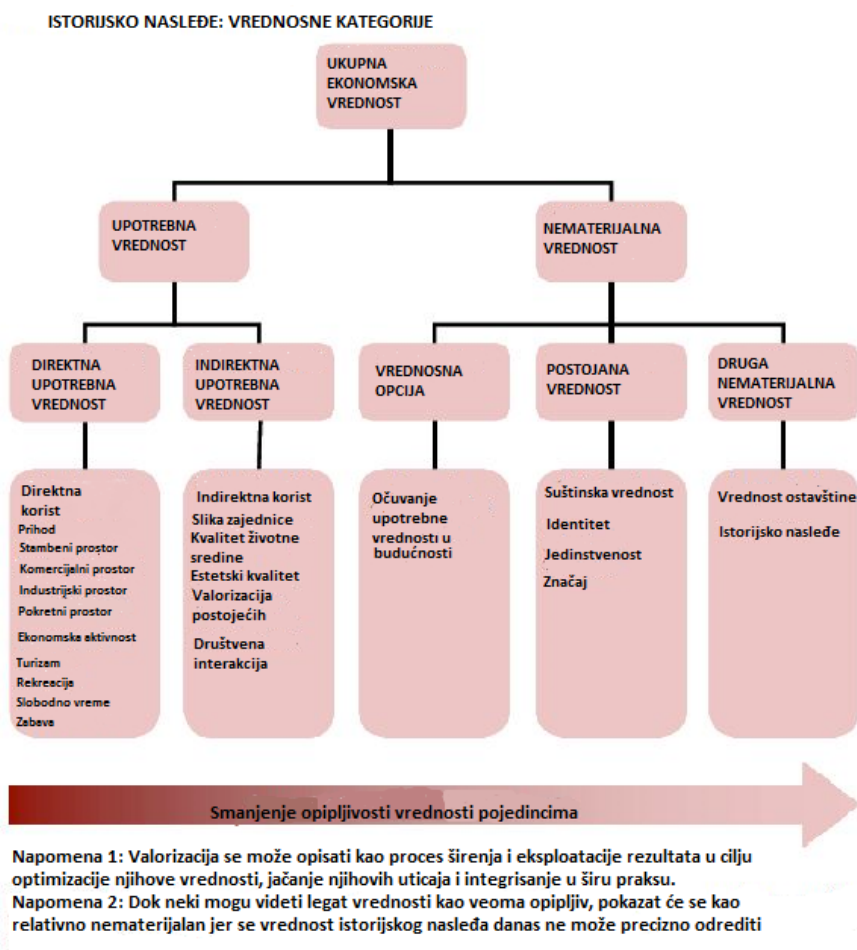 ISTORIJSKO NASLEĐE: VREDNOSNE KATEGORIJE
UKUPNA
EKONOMSKA
VREDNOST
UPOTREBNA
VREDNOST
NEMATERIJALNA
VREDNOST
DIREKTNA
UPOTREBNA
VREDNOST
INDIREKTNA
UPOTREBNA
VREDNOST
VREDNOSNA
OPCIJA
POSTOJANA
VREDNOST
DRUGA
NEMATERIJALNA
VREDNOST
Direktna
korist
Prihod
Stambeni prostor
Komercijalni prostor
Industrijski prostor
Pokretni prostor
Ekonomska aktivnost
Turizam
Rekreacija
Slobodno vreme
Zabava
Indirektna korist
Slika zajednice
Kvalitet životne
sredine
Estetski kvalitet
Valorizacija
postojećih
Društvena
interakcija
Očuvanje
upotrebne
vrednosti u
budućnosti
Suštinska vrednost
Identitet
Jedinstvenost
Značaj
Vrednost ostavštine
Istorijsko nasleđe
Smanjenje opipljivosti vrednosti pojedincima
Napomena 1: Valorizacija se može opisati kao proces širenja i eksploatacije rezultata u cilju
optimizacije njihove vrednosti, jačanje njihovih uticaja i integrisanje u širu praksu.
Napomena 2: Dok neki mogu videti legat vrednosti kao veoma opipljiv, pokazat će se kao
relativno nematerijalan jer se vrednost istorijskog nasleđa danas ne može precizno odrediti